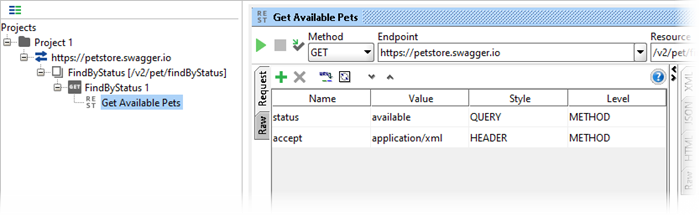 Projects
Project 1
https://petstore.swagger.io
FindByStatus [/v2/pet/findByStatus]
GET FindByStatus 1
REST Get Available Pets
REST Get Available Pets
Method Endpoint Resource
GET https://petstore.swagger.io /v2/pet/
Request
Raw
Name Value Style Level
status available QUERY METHOD
accept application/xml HEADER METHOD
XML
JSON
HTML
Raw